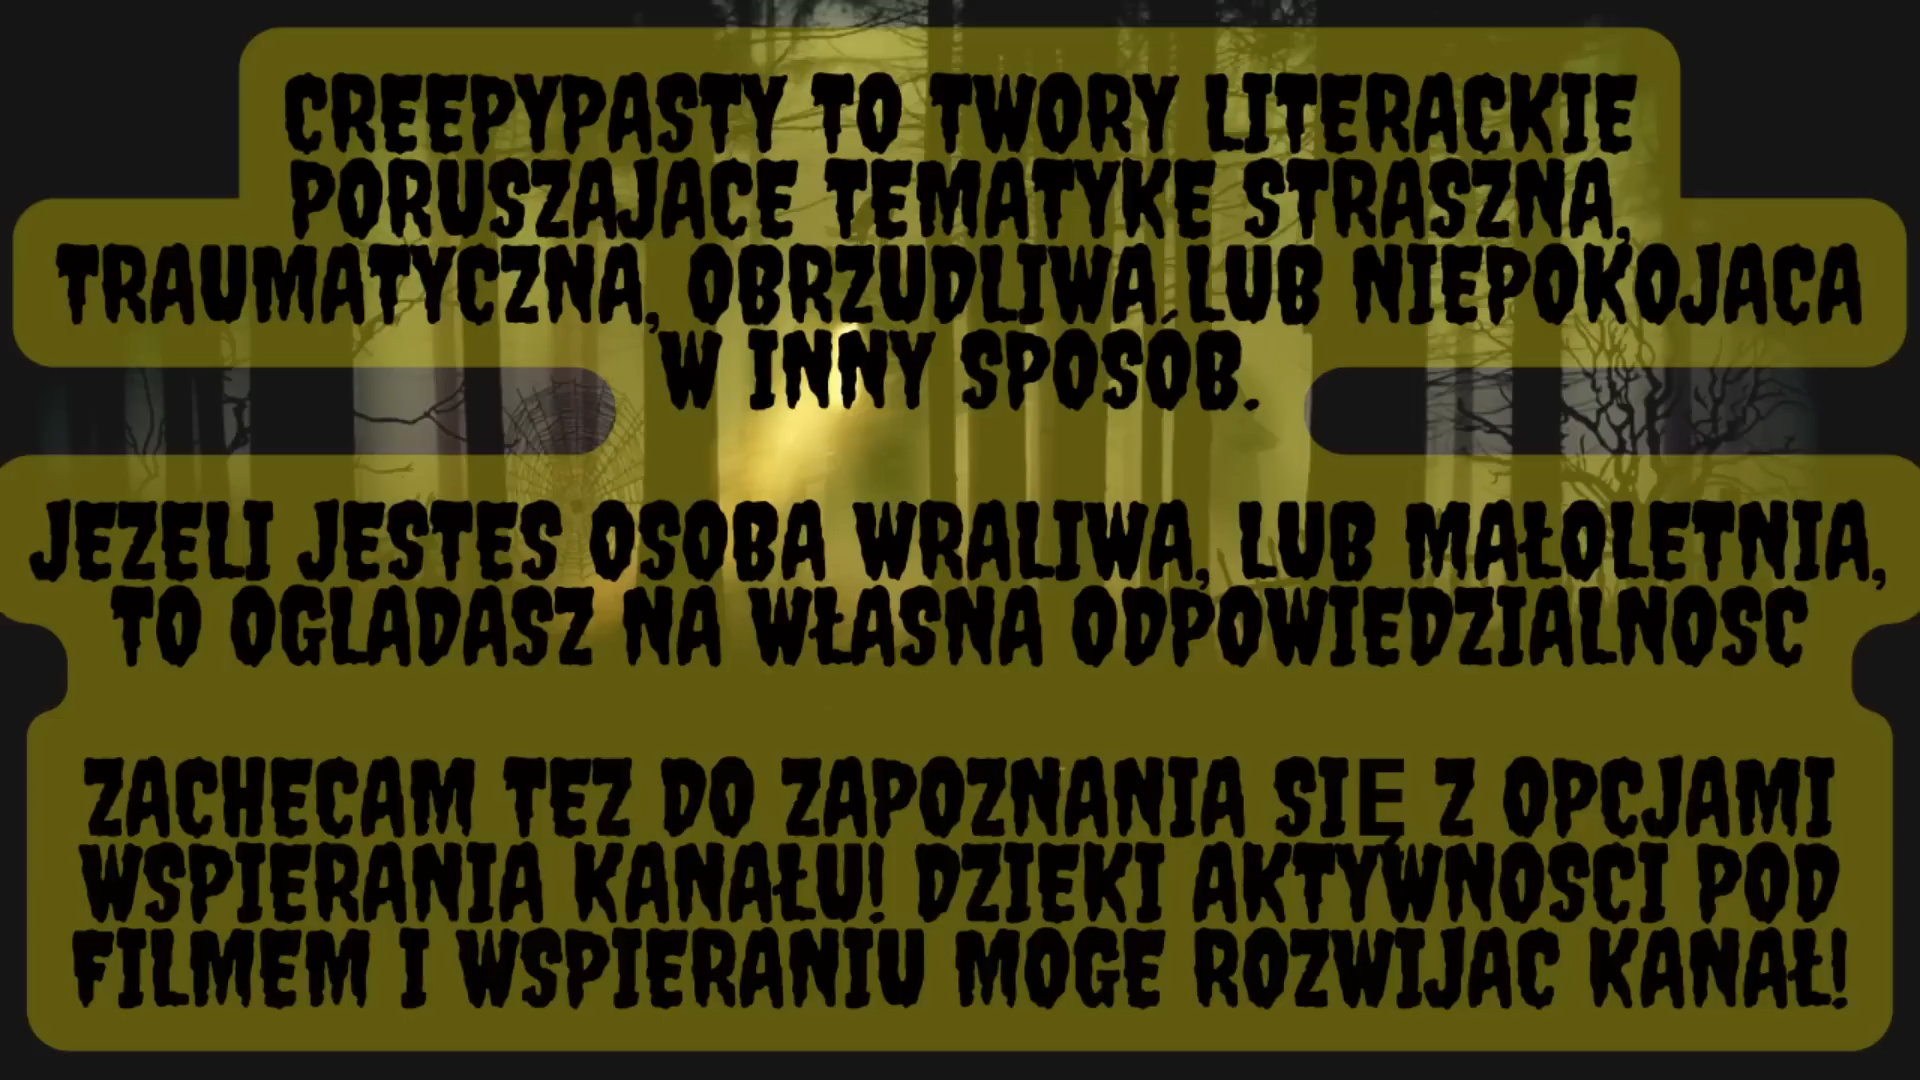 CREEPYPASTY TO TWORY LITERACKIE
PORUSZAJACE TEMATYKE STRASZNA,
TRAUMATYCZNA, OBRZUDLIWA LUB NIEPOKOJACA
W INNY SPOSÓB.
JEZELI JESTES OSOBA WRALIWA, LUB MAŁOLETNIA,
TO OGLADASZ NA WŁASNA ODPOWIEDZIALNOSC
ZACHECAM TEZ DO ZAPOZNANIA SIĘ Z OPCJAMI
WSPIERANIA KANAŁU! DZIEKI AKTYWNOSCI POD
FILMEM I WSPIERANIU MOGE ROZWIJAC KANAŁ!